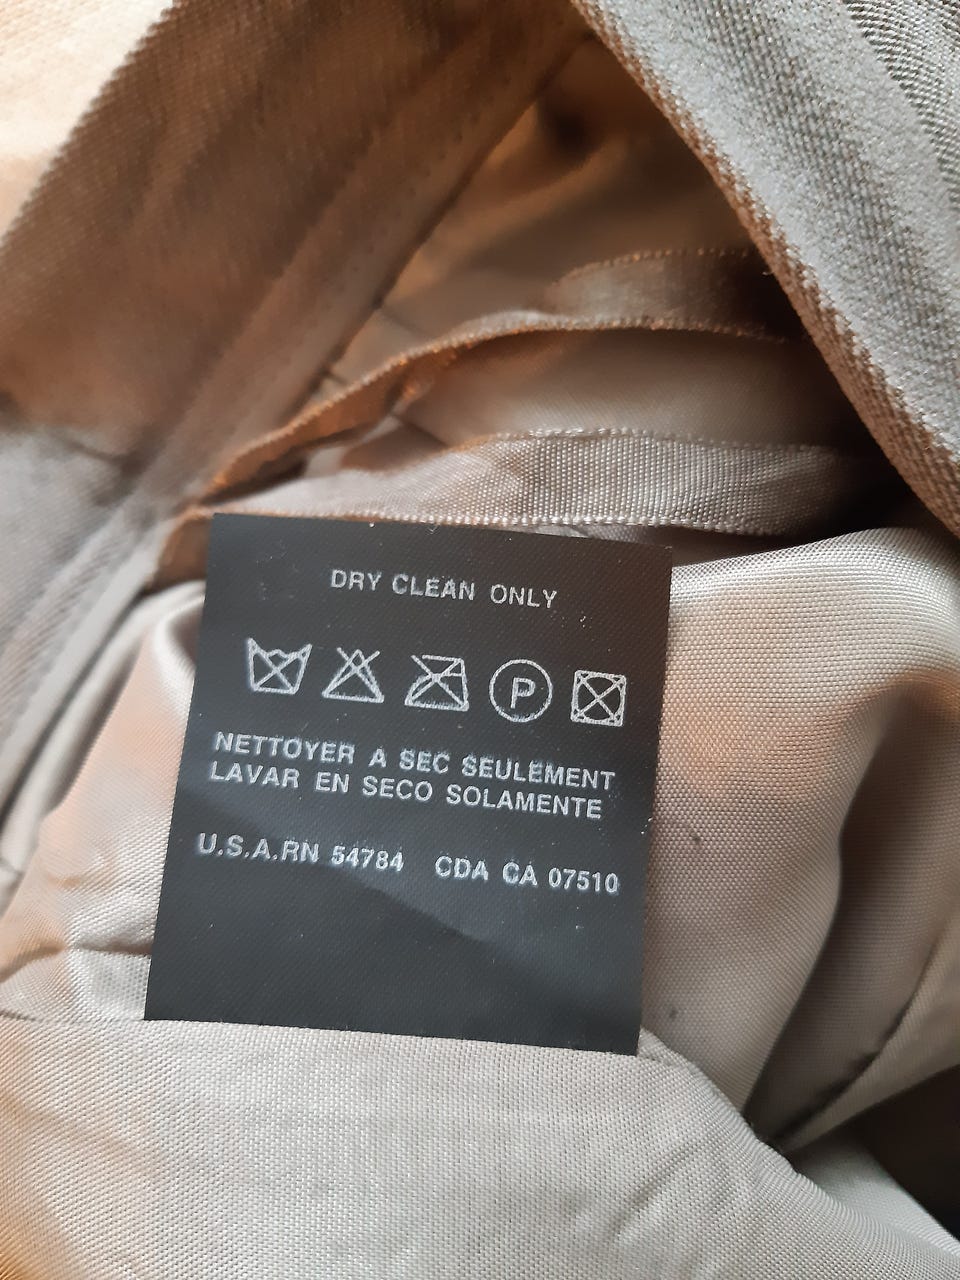 DRY CLEAN ONLY
P
NETTOYER A SEC SEULEMENT
LAVAR EN SECO SOLAMENTE
U.S.A.RN 54784 CDA CA 07510